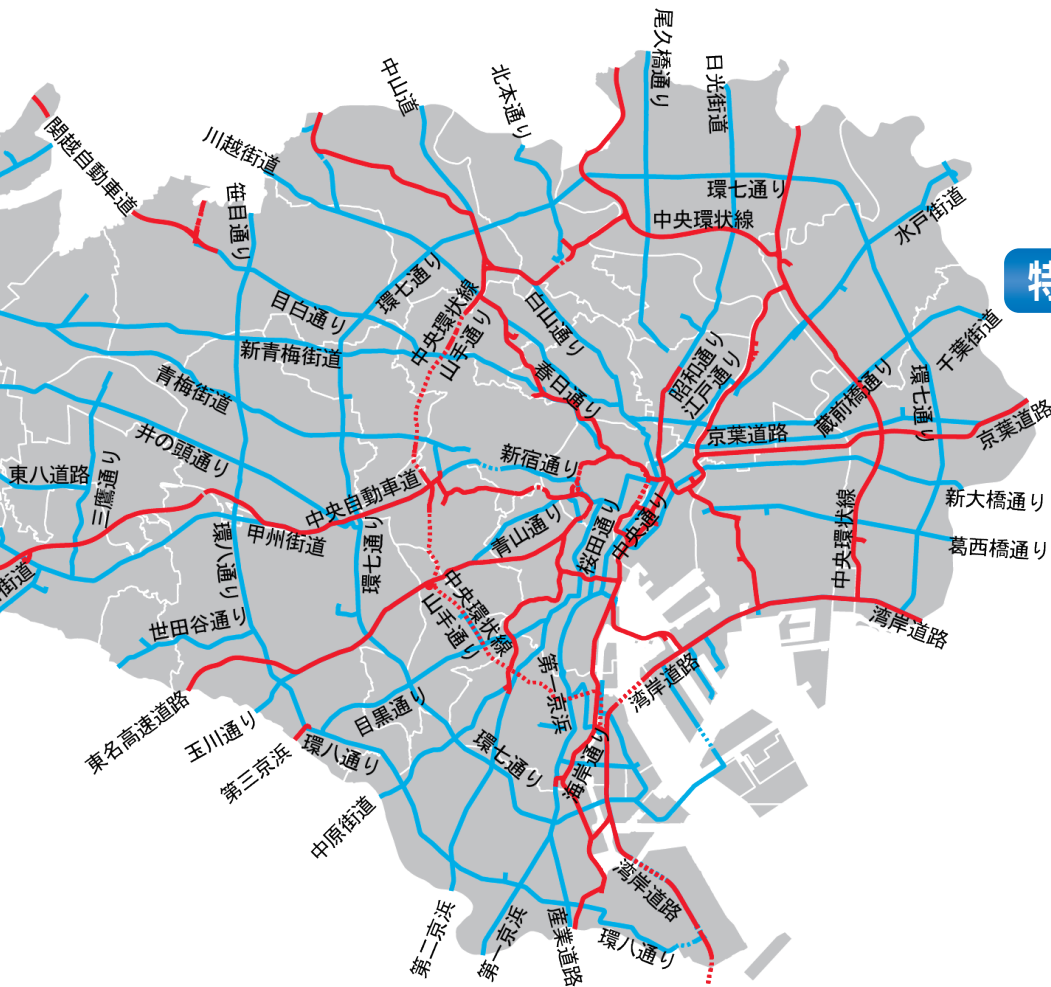 尾久橋通り
日光街道
中山道
北本通り
関越自動車道
川越街道
笹目通り
環七通り
中央環状線
水戸街道
特
目白通り
環七通り
中央環状線
山手通り
白山通り
新青梅街道
春日通り
昭和通り
江戸通り
千葉街道
青梅街道
蔵前橋通り
環七通り
京葉道路
京葉道路
井の頭通り
東八道路
三鷹通り
新宿通り
中央自動車道
新大橋通り
甲州街道
青山通り
桜田通り
中央通り
中央環状線
葛西橋通り
街道
環八通り
環七通り
世田谷通り
中央環状線
山手通り
湾岸道路
東名高速道路
玉川通り
第三京浜
環八通り
目黒通り
第一京浜
湾岸道路
環七通り
海岸通り
中原街道
湾岸道路
第二京浜
第一京浜
産業道路
環八通り